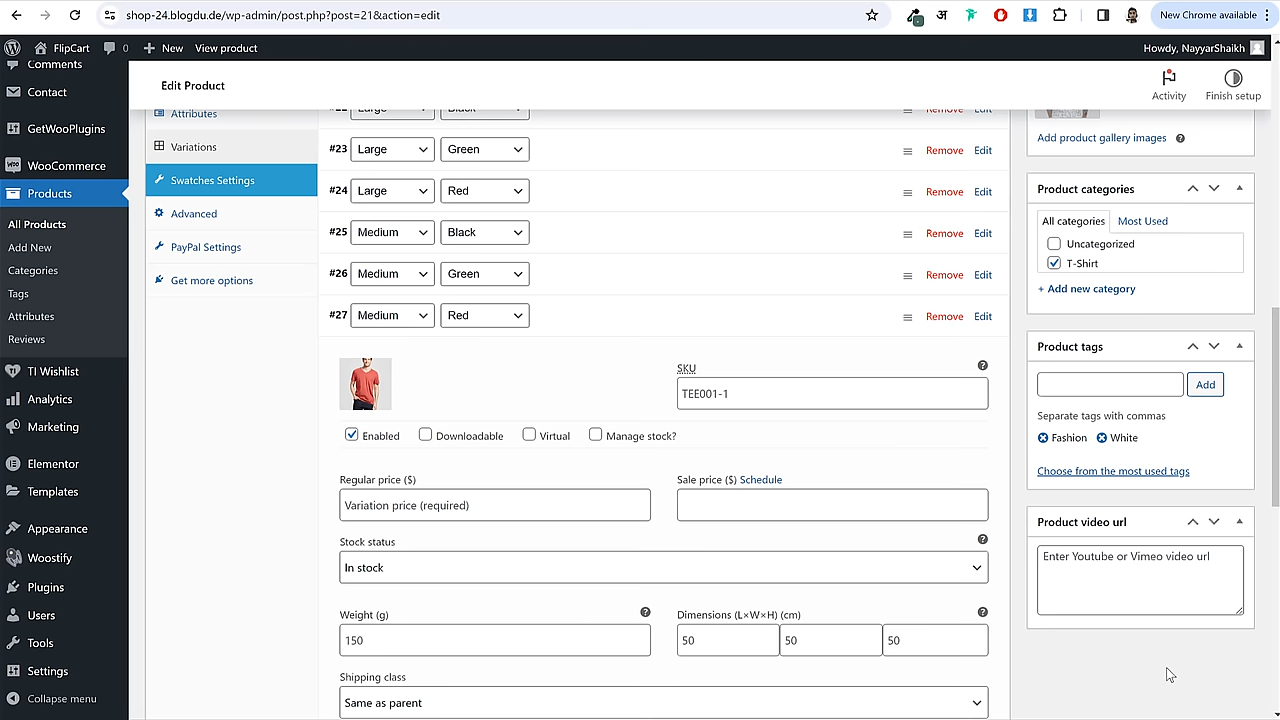 shop-24.blogdu.de/wp-admin/post.php?post=21&action=edit
New Chrome available
FlipCart
0
New
View product
Howdy, NayyarShaikh
Comments
Contact
GetWooPlugins
WooCommerce
Products
All Products
Add New
Categories
Tags
Attributes
Reviews
TI Wishlist
Analytics
Marketing
Elementor
Templates
Appearance
Woostify
Plugins
Users
Tools
Settings
Collapse menu
Edit Product
Activity
Finish setup
Attributes
Variations
Swatches Settings
Advanced
PayPal Settings
Get more options
#22 Large Black Remove Edit
#23 Large Green Remove Edit
#24 Large Red Remove Edit
#25 Medium Black Remove Edit
#26 Medium Green Remove Edit
#27 Medium Red Remove Edit
SKU
TEE001-1
Enabled Downloadable Virtual Manage stock?
Regular price ($)
Variation price (required)
Sale price ($) Schedule
Stock status
In stock
Weight (g)
150
Dimensions (L×W×H) (cm)
50 50 50
Shipping class
Same as parent
Add product gallery images
Product categories
All categories Most Used
Uncategorized
T-Shirt
+ Add new category
Product tags
Add
Separate tags with commas
Fashion White
Choose from the most used tags
Product video url
Enter Youtube or Vimeo video url